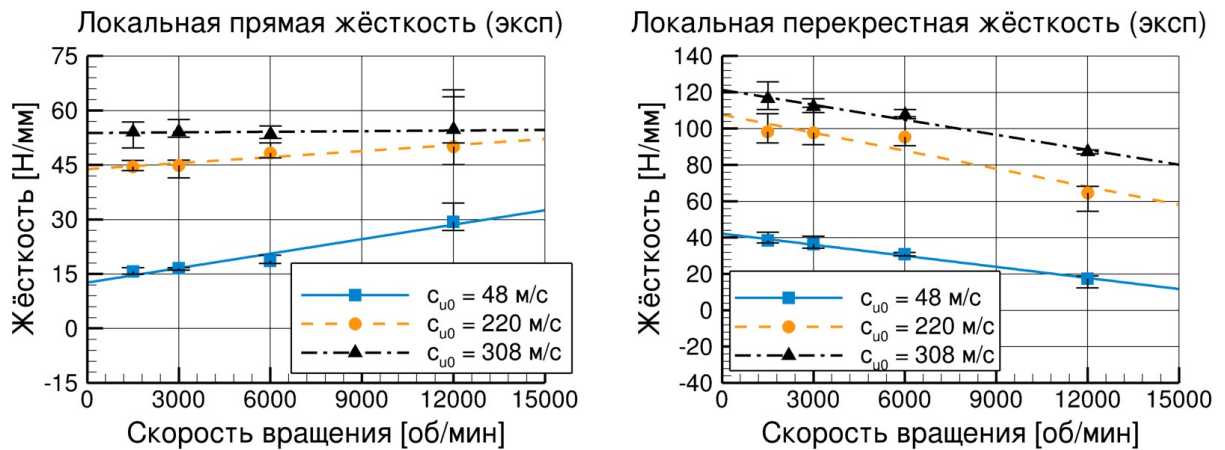 Локальная прямая жёсткость (эксп)
75
60
45
30
15
0
-15
Жёсткость [Н/мм]
c_u0 = 48 м/с
c_u0 = 220 м/с
c_u0 = 308 м/с
0 3000 6000 9000 12000 15000
Скорость вращения [об/мин]
Локальная перекрестная жёсткость (эксп)
140
120
100
80
60
40
20
0
-20
-40
Жёсткость [Н/мм]
c_u0 = 48 м/с
c_u0 = 220 м/с
c_u0 = 308 м/с
0 3000 6000 9000 12000 15000
Скорость вращения [об/мин]